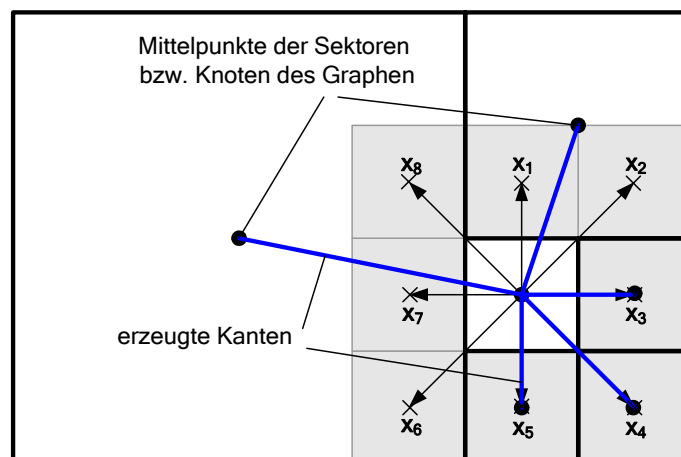 Mittelpunkte der Sektoren
bzw. Knoten des Graphen
x₈ x₁ x₂
x₇ x₃
erzeugte Kanten
x₆ x₅ x₄